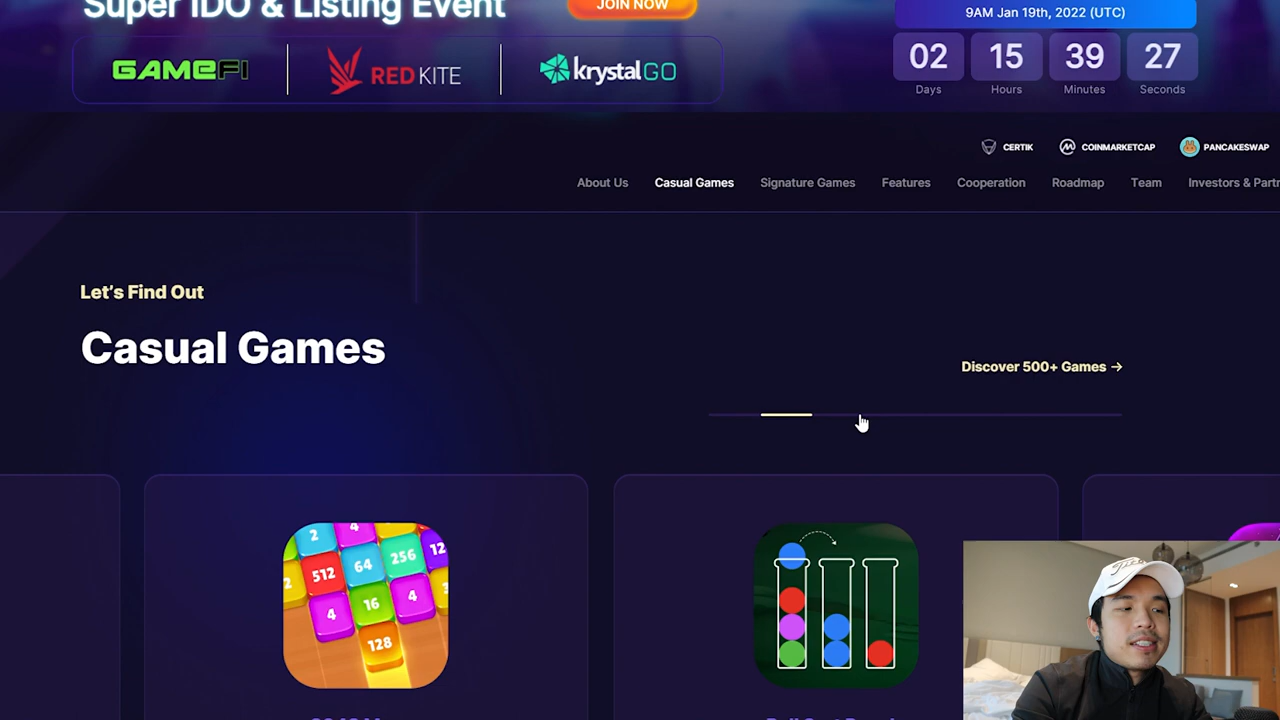 Super IDO & Listing Event
JOIN NOW
9AM Jan 19th, 2022 (UTC)
GAMEFI
RED KITE
krystalGO
02 15 39 27
Days Hours Minutes Seconds
CERTIK COINMARKETCAP PANCAKESWAP
About Us Casual Games Signature Games Features Cooperation Roadmap Team Investors &
Let's Find Out
Casual Games
Discover 500+ Games →
2 4
512 64 256 12
2 4 16 4
128